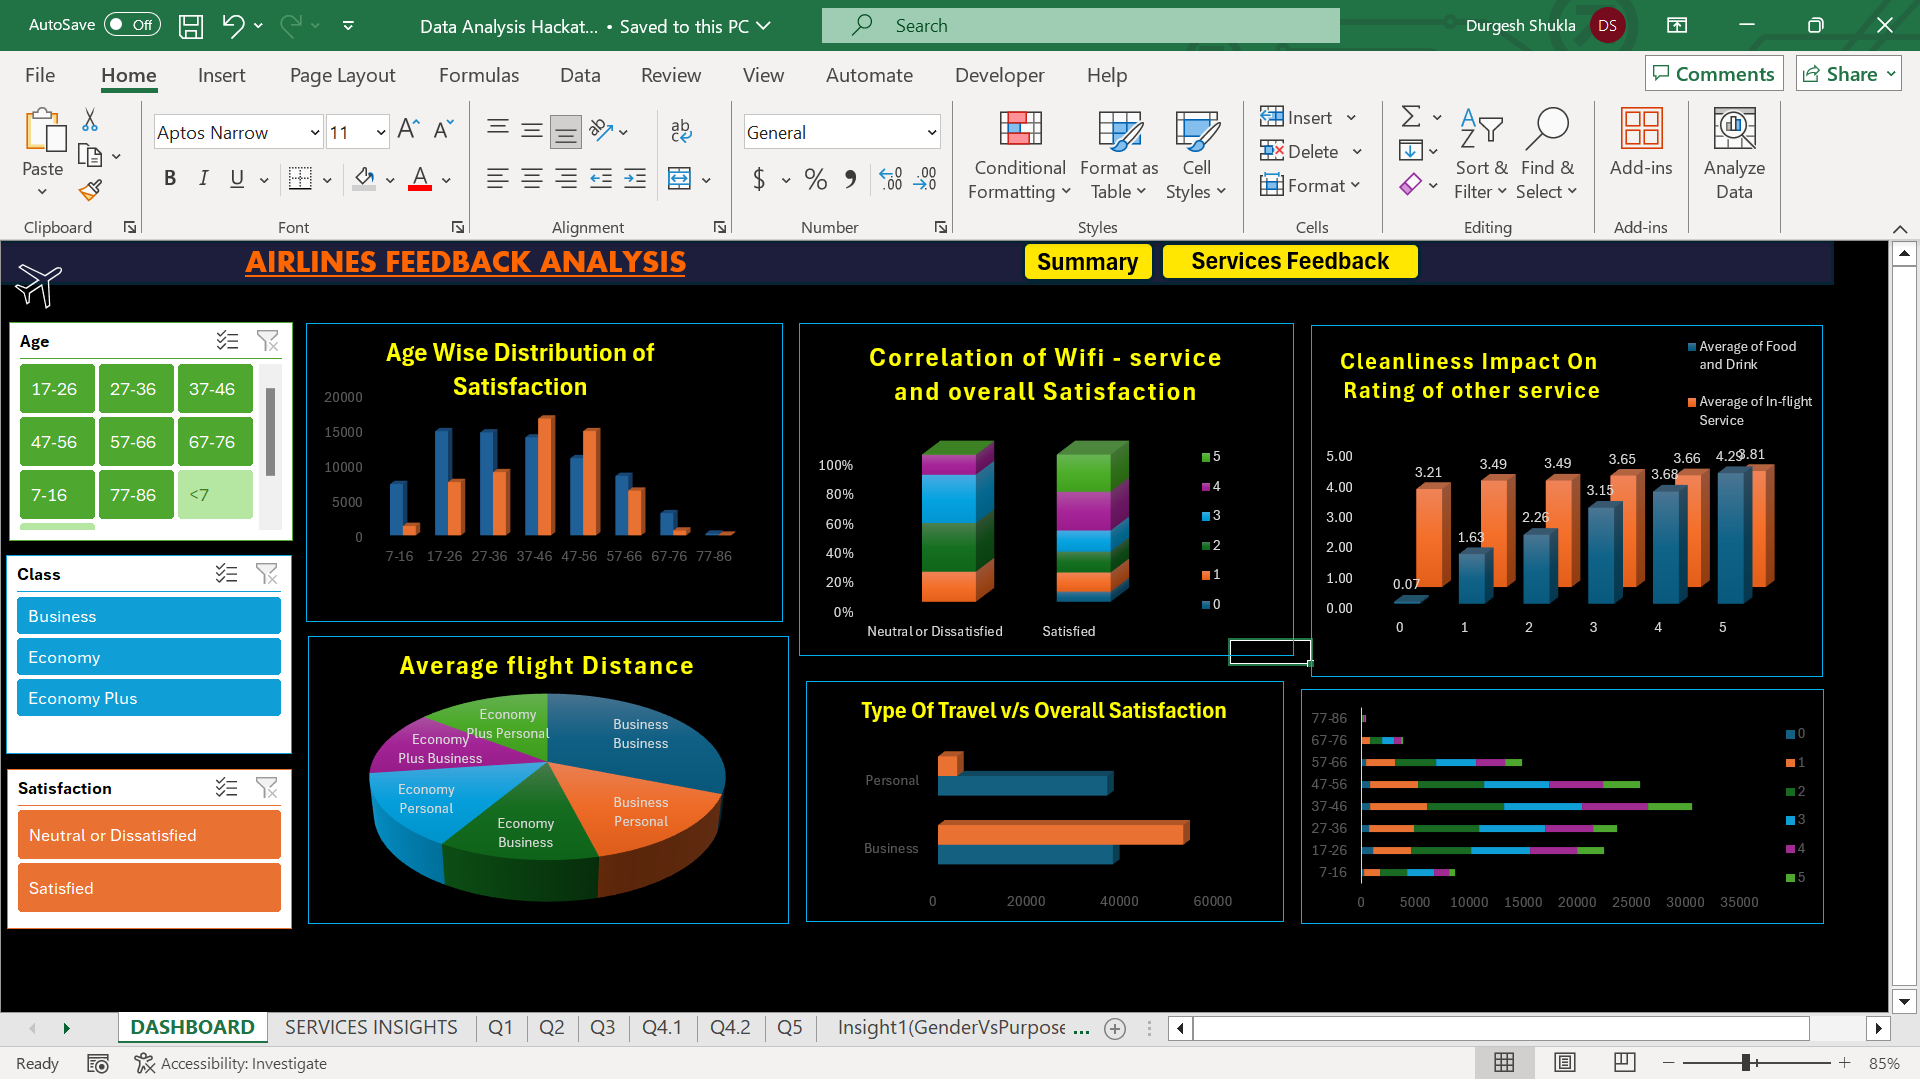 AutoSave Off
Data Analysis Hackat... • Saved to this PC
Search
Durgesh Shukla DS
File Home Insert Page Layout Formulas Data Review View Automate Developer Help
Comments Share
Paste
Clipboard
Aptos Narrow 11
B I U
Font
ab
Alignment
General
$ % 9
Number
Conditional Formatting
Format as Table
Cell Styles
Styles
Insert
Delete
Format
Cells
Sort & Filter
Find & Select
Editing
Add-ins
Add-ins
Analyze Data
AIRLINES FEEDBACK ANALYSIS
Summary
Services Feedback
Age
17-26 27-36 37-46
47-56 57-66 67-76
7-16 77-86 <7
Class
Business
Economy
Economy Plus
Satisfaction
Neutral or Dissatisfied
Satisfied
Age Wise Distribution of
Satisfaction
20000
15000
10000
5000
0
7-16 17-26 27-36 37-46 47-56 57-66 67-76 77-86
Average flight Distance
Economy Plus Personal
Business Business
Economy Plus Business
Economy Personal
Business Personal
Economy Business
Correlation of Wifi - service
and overall Satisfaction
100%
80%
60%
40%
20%
0%
Neutral or Dissatisfied Satisfied
5
4
3
2
1
0
Type Of Travel v/s Overall Satisfaction
Personal
Business
0 20000 40000 60000
Cleanliness Impact On
Rating of other service
Average of Food and Drink
Average of In-flight Service
5.00
4.00
3.00
2.00
1.00
0.00
3.21 3.49 3.49 3.65 3.66 3.81
0.07 1.63 2.26 3.15 3.68 4.29
0 1 2 3 4 5
77-86
67-76
57-66
47-56
37-46
27-36
17-26
7-16
0 5000 10000 15000 20000 25000 30000 35000
0
1
2
3
4
5
DASHBOARD SERVICES INSIGHTS Q1 Q2 Q3 Q4.1 Q4.2 Q5 Insight1(GenderVsPurpose ...
Ready Accessibility: Investigate 85%